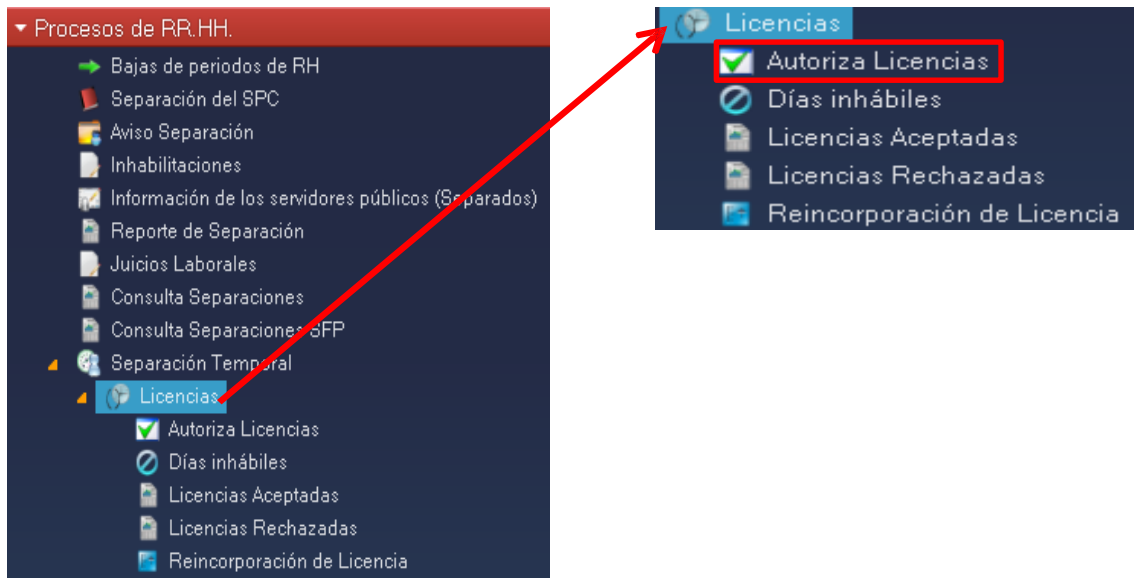 Procesos de RR.HH.
Bajas de periodos de RH
Separación del SPC
Aviso Separación
Inhabilitaciones
Información de los servidores públicos (Separados)
Reporte de Separación
Juicios Laborales
Consulta Separaciones
Consulta Separaciones SFP
Separación Temporal
Licencias
Autoriza Licencias
Días inhábiles
Licencias Aceptadas
Licencias Rechazadas
Reincorporación de Licencia
Licencias
Autoriza Licencias
Días inhábiles
Licencias Aceptadas
Licencias Rechazadas
Reincorporación de Licencia